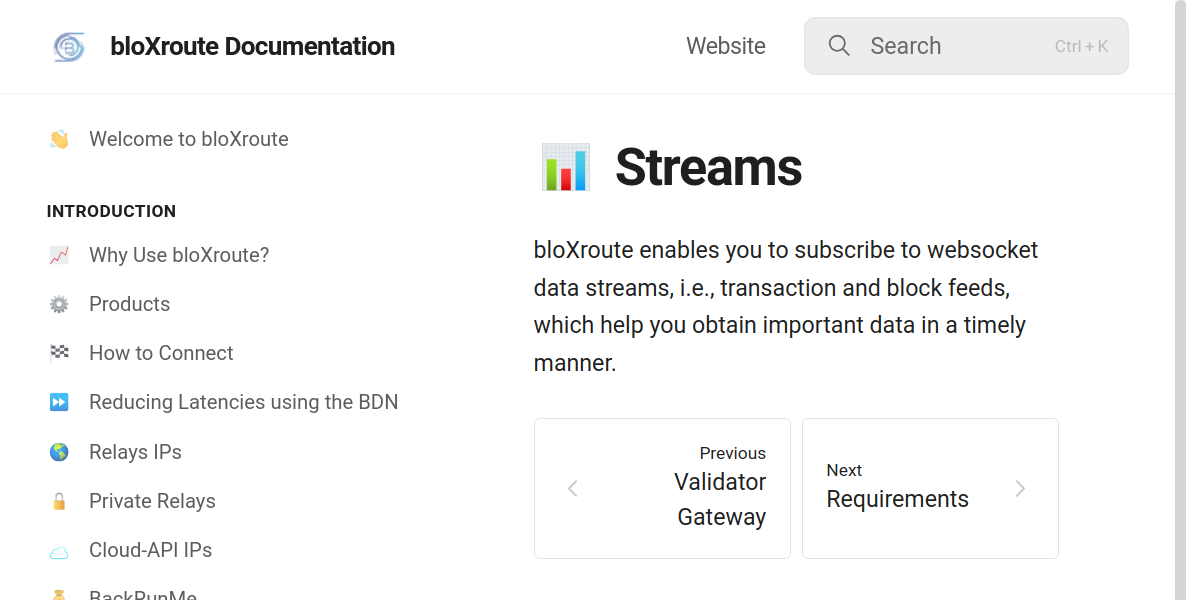 bloXroute Documentation
Website
Search
Ctrl + K
Welcome to bloXroute
INTRODUCTION
Why Use bloXroute?
Products
How to Connect
Reducing Latencies using the BDN
Relays IPs
Private Relays
Cloud-API IPs
BackRunMe
Streams
bloXroute enables you to subscribe to websocket
data streams, i.e., transaction and block feeds,
which help you obtain important data in a timely
manner.
Previous
Validator
Gateway
Next
Requirements